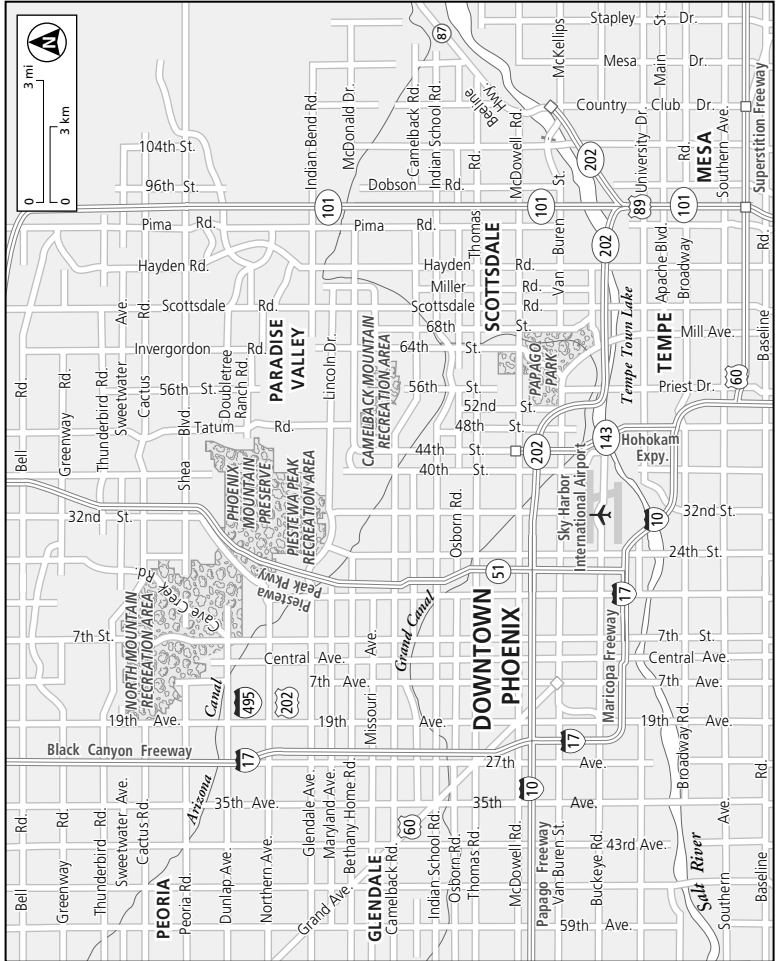 N
0
3 mi
0
3 km
87
Stapley Dr.
McKellips
Mesa Dr.
Main St.
Country Club Dr.
Beeline Hwy.
Camelback Rd.
Indian School Rd.
McDonald Dr.
Indian Bend Rd.
104th St.
96th St.
Dobson Rd.
McDowell Rd.
202
University Dr.
MESA
Southern Ave.
Superstition Freeway
101
101
89
101
Rd.
Pima Rd.
Pima Rd.
Thomas Rd.
SCOTTSDALE
Van Buren St.
202
Apache Blvd.
Broadway Rd.
Hayden Rd.
Hayden Rd.
Miller Rd.
Scottsdale Rd.
Scottsdale Rd.
68th St.
64th St.
Tempe Town Lake
TEMPE
Mill Ave.
Baseline Rd.
Ave.
Rd.
Invergordon Rd.
PARADISE
VALLEY
Lincoln Dr.
CAMELBACK MOUNTAIN
RECREATION AREA
PAPAGO
PARK
Priest Dr.
60
56th St.
56th St.
52nd St.
48th St.
44th St.
40th St.
Doubletree
Ranch Rd.
Tatum Rd.
Bell Rd.
Greenway Rd.
Thunderbird Rd.
Sweetwater
Cactus
Shea Blvd.
202
143
Hohokam
Expy.
PHOENIX
MOUNTAIN
PRESERVE
PIESTEWA PEAK
RECREATION AREA
Osborn Rd.
Sky Harbor
International Airport
10
32nd St.
32nd St.
24th St.
Piestewa
Peak Pkwy.
51
17
NORTH MOUNTAIN
RECREATION AREA
Cave Creek Rd.
Grand Canal
DOWNTOWN
PHOENIX
Maricopa Freeway
7th St.
7th St.
Central Ave.
Central Ave.
7th Ave.
7th Ave.
Missouri Ave.
Canal
495
202
19th Ave.
19th Ave.
19th Ave.
Black Canyon Freeway
17
17
27th Ave.
10
Arizona
35th Ave.
35th Ave.
Broadway Rd.
Bell Rd.
Greenway Rd.
Thunderbird Rd.
Sweetwater Ave.
Cactus Rd.
PEORIA
Peoria Rd.
Dunlap Ave.
Northern Ave.
Glendale Ave.
Maryland Ave.
Bethany Home Rd.
60
Grand Ave.
GLENDALE
Camelback Rd.
Indian School Rd.
Osborn Rd.
Thomas Rd.
McDowell Rd.
Papago Freeway
Van Buren St.
Buckeye Rd.
43rd Ave.
59th Ave.
Salt River
Southern Ave.
Baseline Rd.